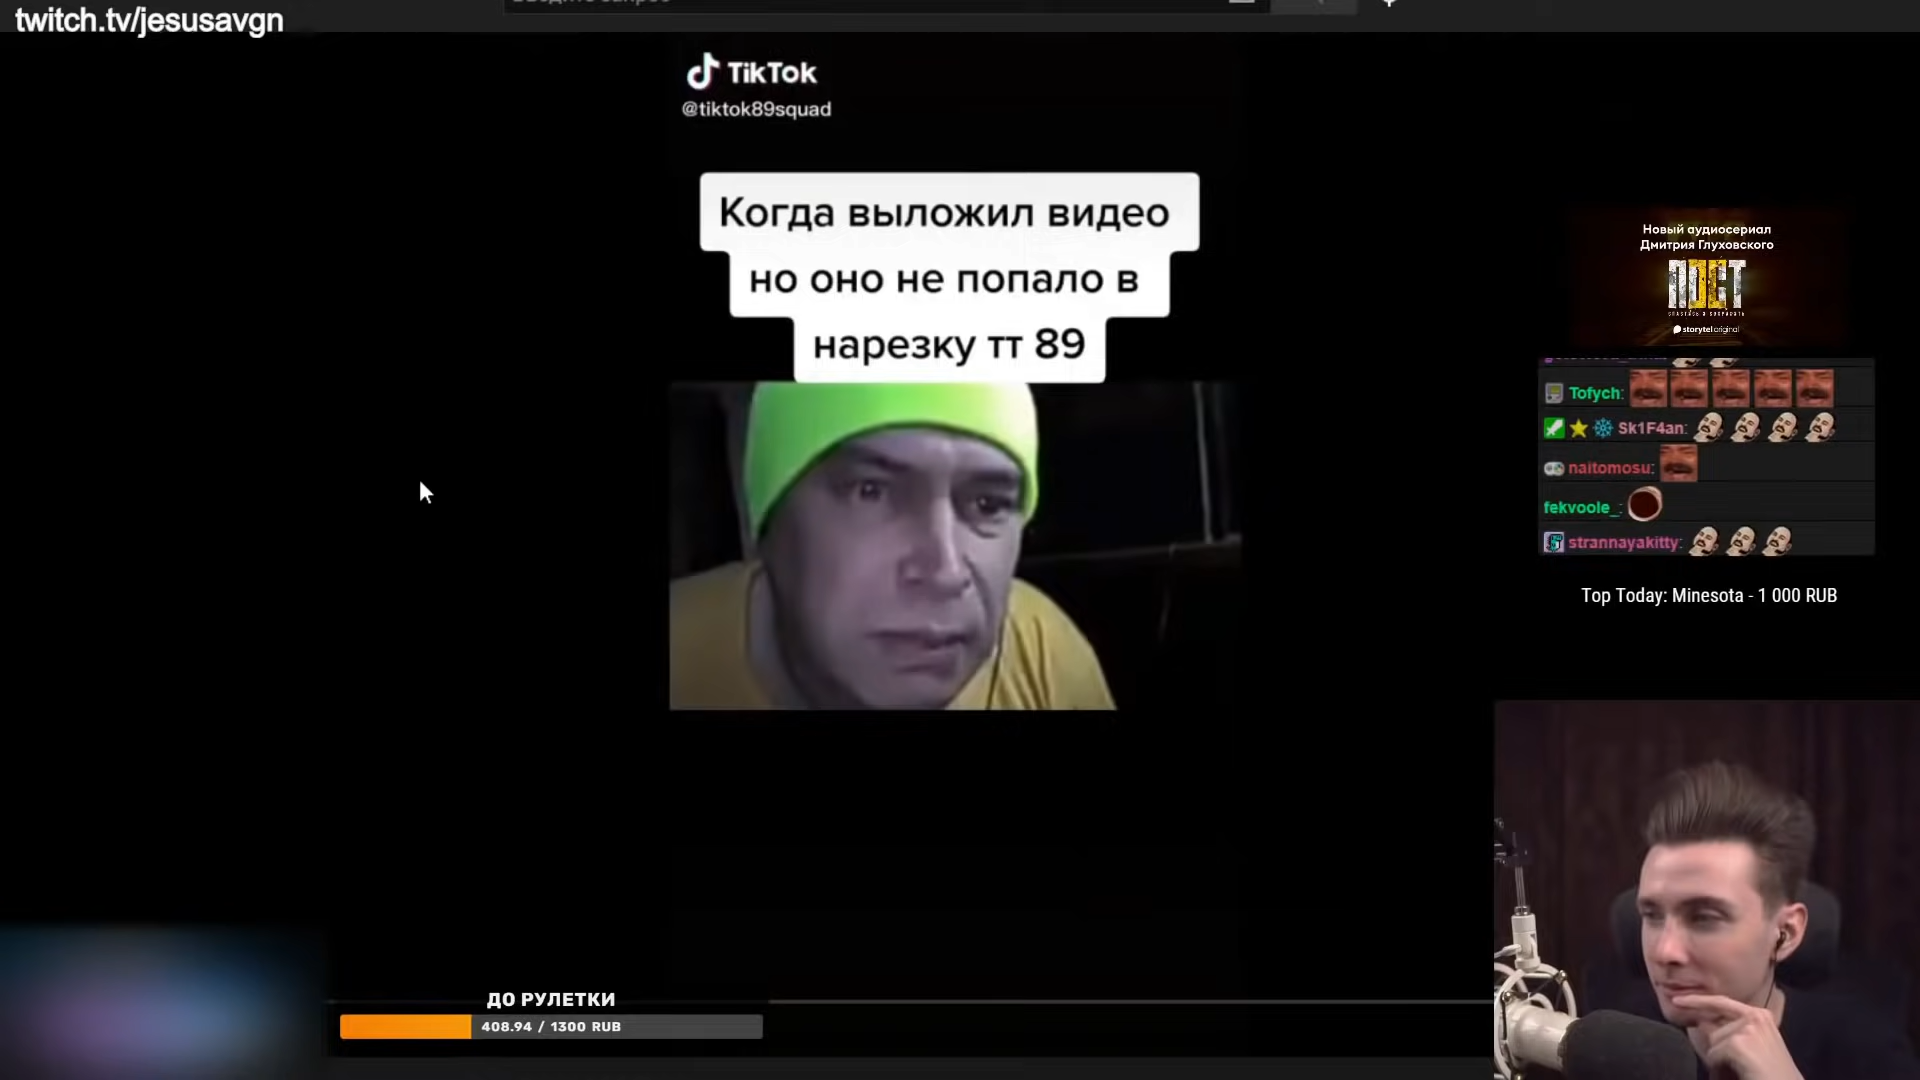 twitch.tv/jesusavgn
TikTok
@tiktok89squad
Когда выложил видео
но оно не попало в
нарезку тт 89
Новый аудиосериал
Дмитрия Глуховского
ПОСТ
storytel original
Tofych:
Sk1F4an:
naitomosu:
fekvoole_:
strannayakitty:
Top Today: Minesota - 1 000 RUB
ДО РУЛЕТКИ
408.94 / 1300 RUB